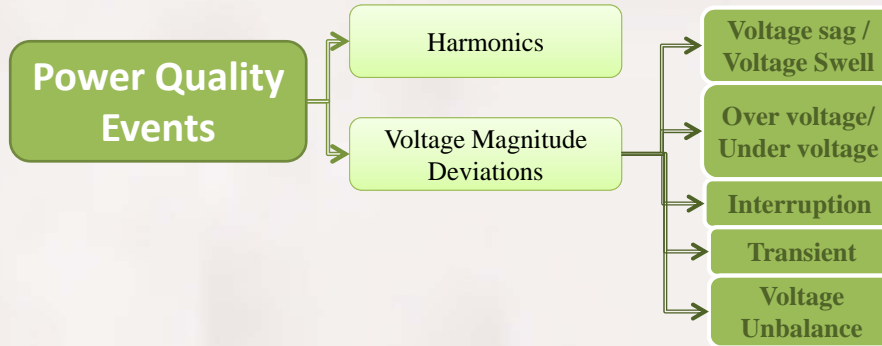 Power Quality
Events
Harmonics
Voltage Magnitude
Deviations
Voltage sag /
Voltage Swell
Over voltage/
Under voltage
Interruption
Transient
Voltage
Unbalance